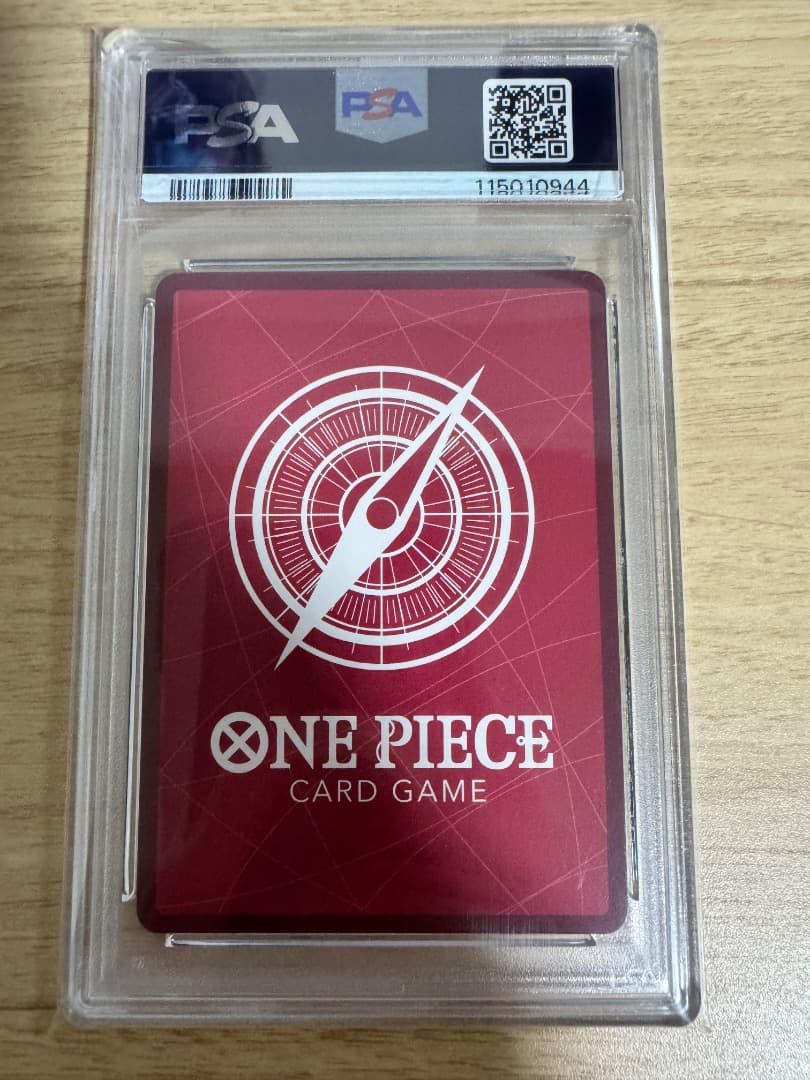 PSA
PSA
115010944
ONE PIECE
CARD GAME